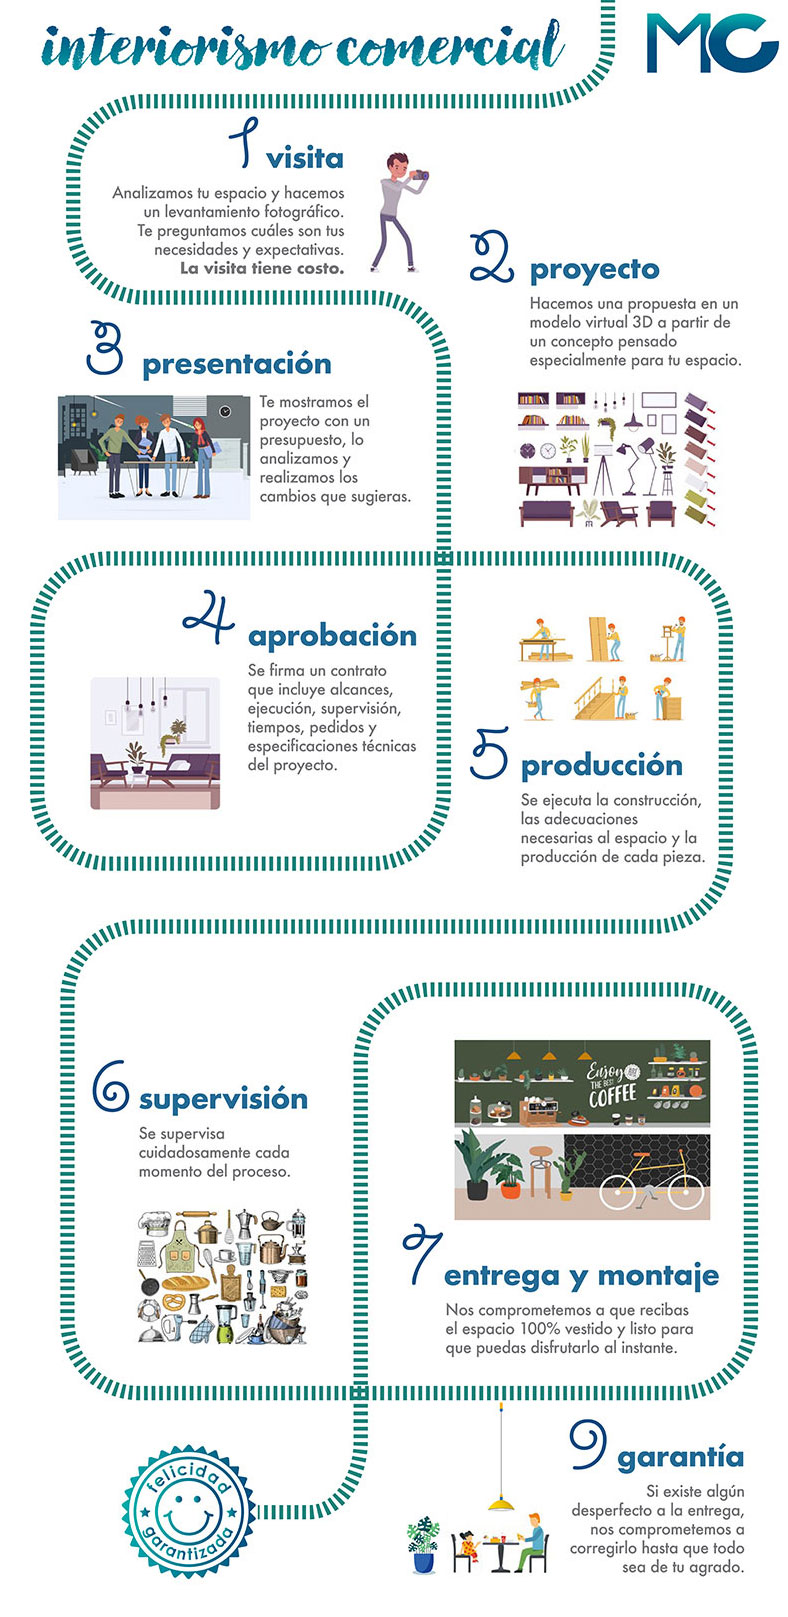 interiorismo comercial
MC
1 visita
Analizamos tu espacio y hacemos
un levantamiento fotográfico.
Te preguntamos cuáles son tus
necesidades y expectativas.
La visita tiene costo.
2 proyecto
Hacemos una propuesta en un
modelo virtual 3D a partir de
un concepto pensado
especialmente para tu espacio.
3 presentación
Te mostramos el
proyecto con un
presupuesto, lo
analizamos y
realizamos los
cambios que sugieras.
4 aprobación
Se firma un contrato
que incluye alcances,
ejecución, supervisión,
tiempos, pedidos y
especificaciones técnicas
del proyecto.
5 producción
Se ejecuta la construcción,
las adecuaciones
necesarias al espacio y la
producción de cada pieza.
6 supervisión
Se supervisa
cuidadosamente cada
momento del proceso.
Enjoy
THE BEST
COFFEE
7 entrega y montaje
Nos comprometemos a que recibas
el espacio 100% vestido y listo para
que puedas disfrutarlo al instante.
9 garantía
Si existe algún
desperfecto a la entrega,
nos comprometemos a
corregirlo hasta que todo
sea de tu agrado.
felicidad
garantizada